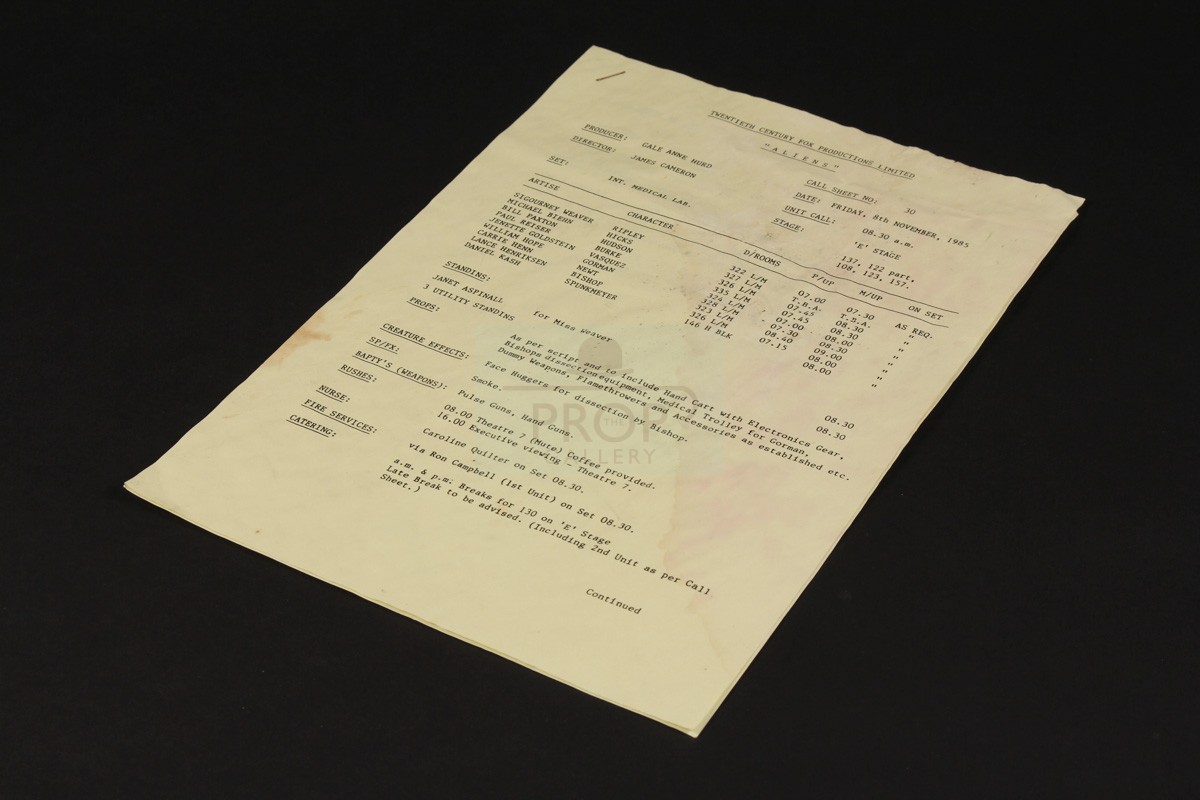 TWENTIETH CENTURY FOX PRODUCTIONS LIMITED
"A L I E N S"
PRODUCER: GALE ANNE HURD
DIRECTOR: JAMES CAMERON
CALL SHEET NO: 30
DATE: FRIDAY, 8th NOVEMBER, 1985
UNIT CALL: 08.30 a.m.
STAGE: 'E' STAGE
SET: INT. MEDICAL LAB. 137, 122 part,
108, 123, 157.
ARTISE CHARACTER D/ROOMS P/UP M/UP ON SET
SIGOURNEY WEAVER RIPLEY 322 L/M 07.00 07.30 AS REQ.
MICHAEL BIEHN HICKS 327 L/M T.B.A. T.B.A. "
BILL PAXTON HUDSON 326 L/M 07.45 08.30 "
PAUL REISER BURKE 335 L/M 07.45 08.30 "
JENETTE GOLDSTEIN VASQUEZ 324 L/M 07.00 08.00 "
WILLIAM HOPE GORMAN 328 L/M 07.30 08.30 "
CARRIE HENN NEWT 323 L/M 08.40 09.00 "
LANCE HENRIKSEN BISHOP 326 L/M 07.15 08.00 "
DANIEL KASH SPUNKMEYER 146 H BLK 08.00 "
STANDINS:
JANET ASPINALL for Miss Weaver 08.30
3 UTILITY STANDINS 08.30
PROPS: As per script and to include Hand Cart with Electronics Gear,
Bishops dissection equipment, Medical Trolley for Gorman,
Dummy Weapons, Flamethrowers and Accessories as established etc.
CREATURE EFFECTS: Face Huggers for dissection by Bishop.
SP/FX: Smoke.
BAPTY'S (WEAPONS): Pulse Guns, Hand Guns.
RUSHES: 08.00 Theatre 7 (Mute) Coffee provided.
16.00 Executive viewing - Theatre 7.
NURSE: Caroline Quilter on Set 08.30.
FIRE SERVICES: via Ron Campbell (1st Unit) on Set 08.30.
CATERING: a.m. & p.m. Breaks for 130 on 'E' Stage
Late Break to be advised. (Including 2nd Unit as per Call
Sheet.)
Continued
THE
PROP
GALLERY